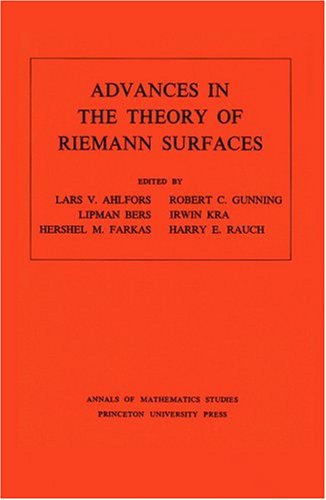 ADVANCES IN
THE THEORY OF
RIEMANN SURFACES
EDITED BY
LARS V. AHLFORS ROBERT C. GUNNING
LIPMAN BERS IRWIN KRA
HERSHEL M. FARKAS HARRY E. RAUCH
ANNALS OF MATHEMATICS STUDIES
PRINCETON UNIVERSITY PRESS